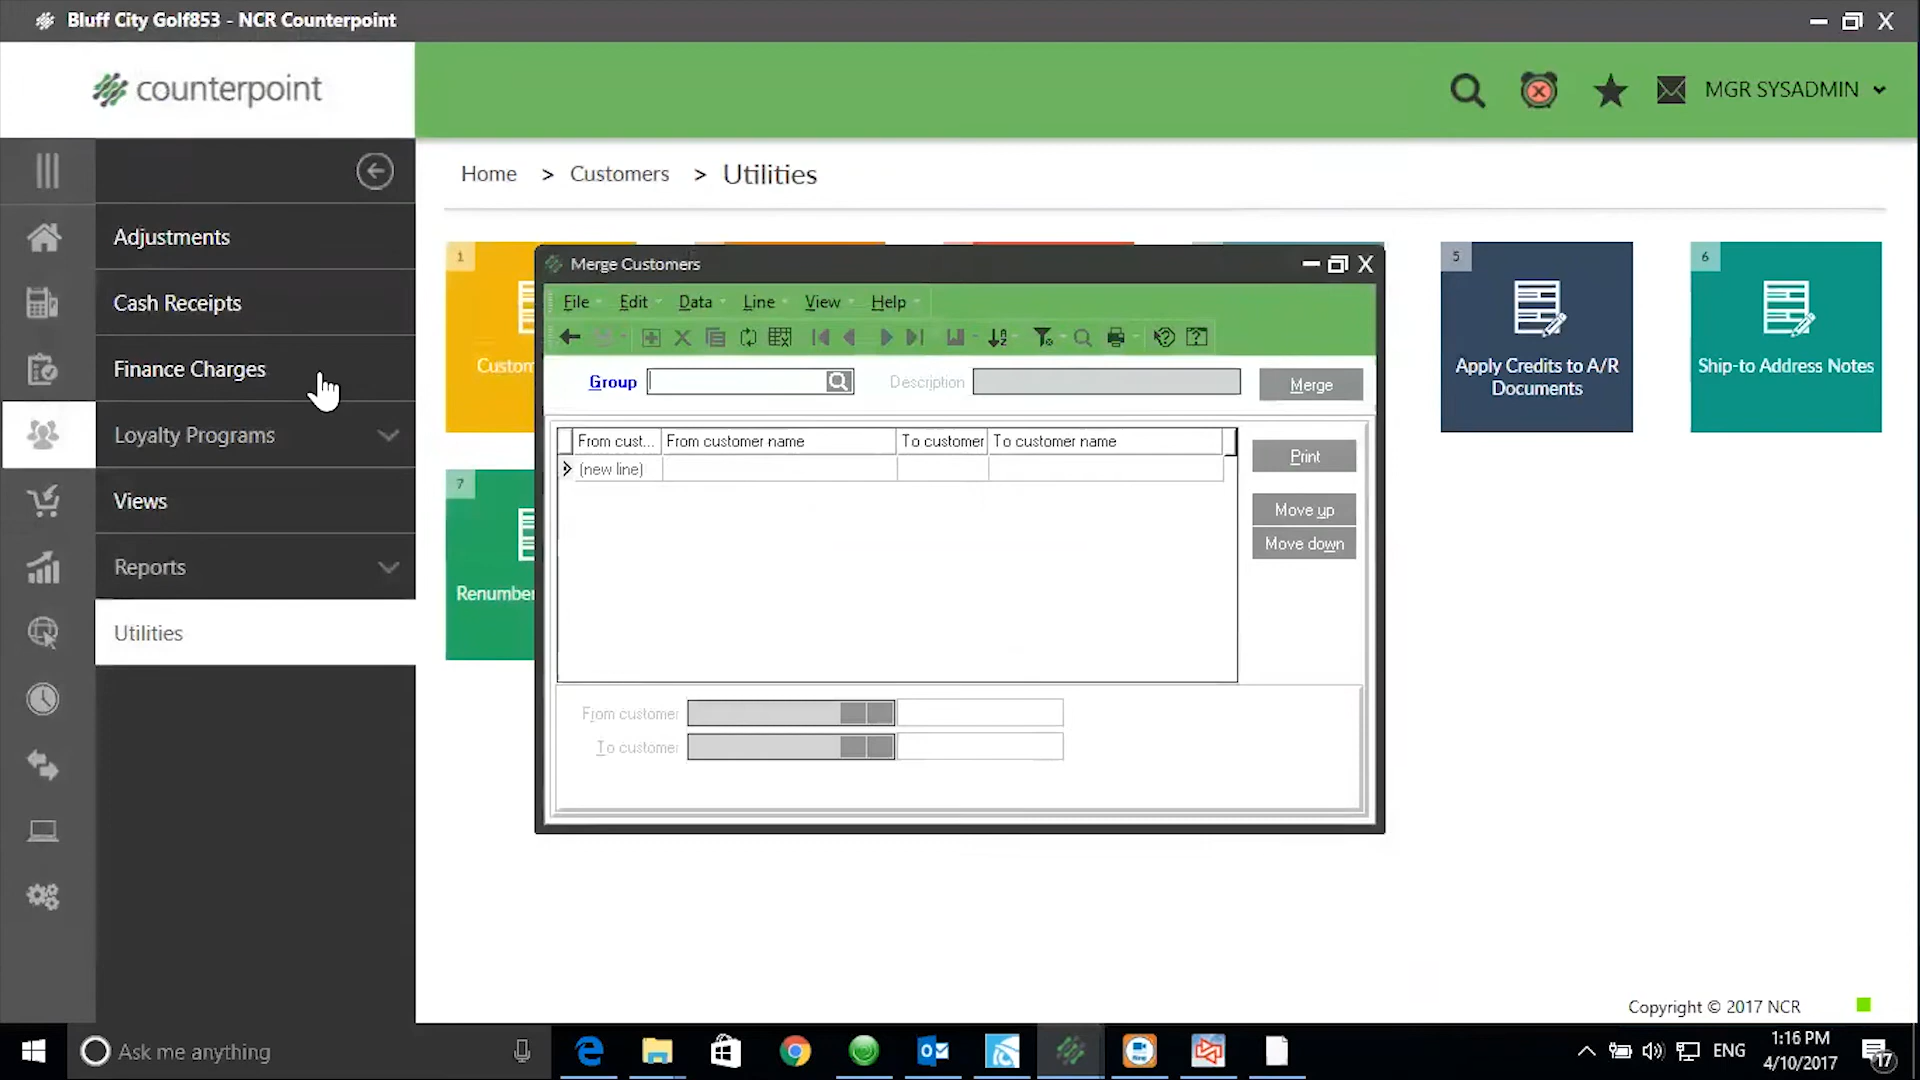 Bluff City Golf853 - NCR Counterpoint
counterpoint
MGR SYSADMIN
Home > Customers > Utilities
Adjustments
Cash Receipts
Finance Charges
Loyalty Programs
Views
Reports
Utilities
1
Custom
5
Apply Credits to A/R
Documents
6
Ship-to Address Notes
7
Renumber
Merge Customers
File Edit Data Line View Help
Group
Description
Merge
From cust... From customer name To customer To customer name
(new line)
Print
Move up
Move down
From customer
To customer
Copyright © 2017 NCR
Ask me anything
ENG
1:16 PM
4/10/2017
17